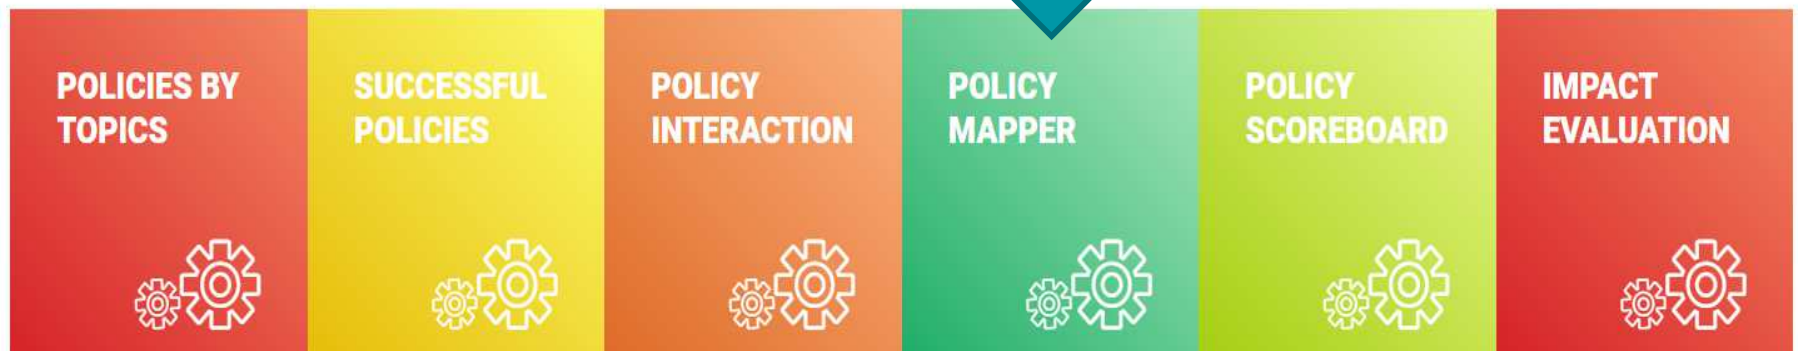 POLICIES BY
TOPICS
SUCCESSFUL
POLICIES
POLICY
INTERACTION
POLICY
MAPPER
POLICY
SCOREBOARD
IMPACT
EVALUATION